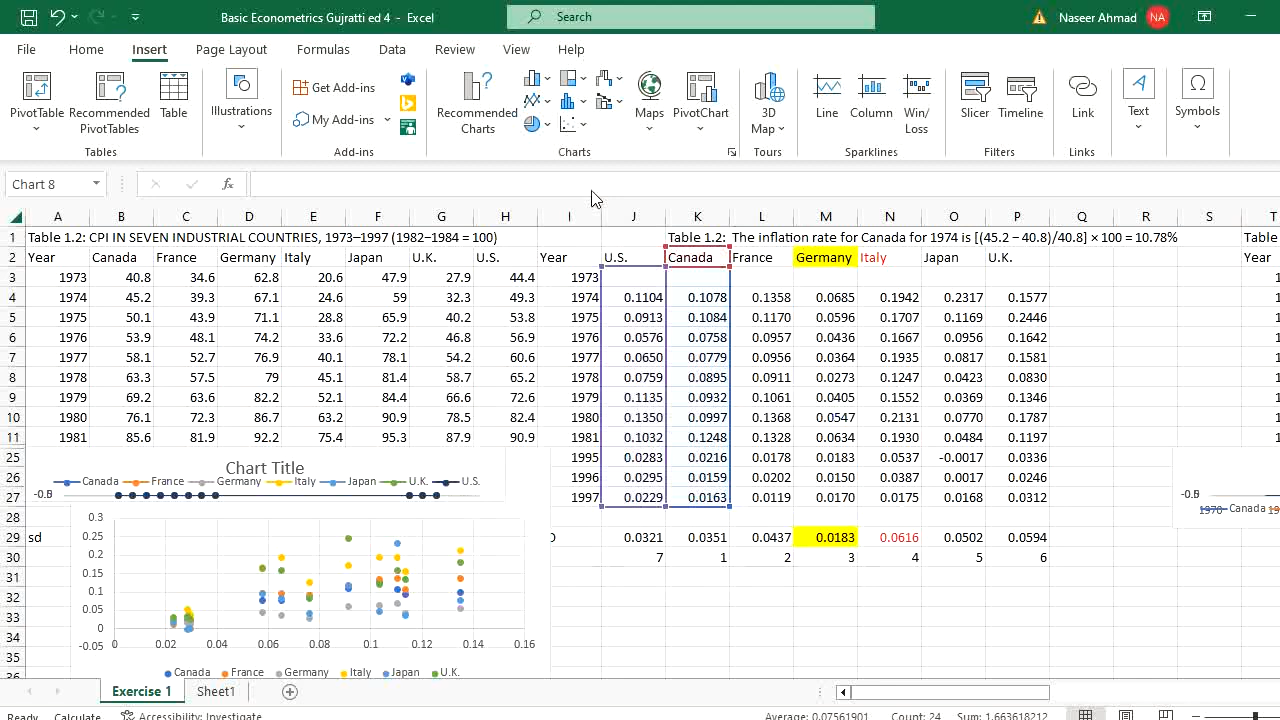 Basic Econometrics Gujratti ed 4 - Excel
Search
Naseer Ahmad NA
File Home Insert Page Layout Formulas Data Review View Help
PivotTable Recommended PivotTables Table Illustrations Get Add-ins My Add-ins Recommended Charts Maps PivotChart 3D Map Line Column Win/Loss Slicer Timeline Link Text Symbols
Tables Add-ins Charts Tours Sparklines Filters Links
Chart 8 fx
A B C D E F G H I J K L M N O P Q R S T
1 Table 1.2: CPI IN SEVEN INDUSTRIAL COUNTRIES, 1973–1997 (1982–1984 = 100) Table 1.2: The inflation rate for Canada for 1974 is [(45.2 – 40.8)/40.8] × 100 = 10.78% Table
2 Year Canada France Germany Italy Japan U.K. U.S. Year U.S. Canada France Germany Italy Japan U.K. Year
3 1973 40.8 34.6 62.8 20.6 47.9 27.9 44.4 1973
4 1974 45.2 39.3 67.1 24.6 59 32.3 49.3 1974 0.1104 0.1078 0.1358 0.0685 0.1942 0.2317 0.1577
5 1975 50.1 43.9 71.1 28.8 65.9 40.2 53.8 1975 0.0913 0.1084 0.1170 0.0596 0.1707 0.1169 0.2446
6 1976 53.9 48.1 74.2 33.6 72.2 46.8 56.9 1976 0.0576 0.0758 0.0957 0.0436 0.1667 0.0956 0.1642
7 1977 58.1 52.7 76.9 40.1 78.1 54.2 60.6 1977 0.0650 0.0779 0.0956 0.0364 0.1935 0.0817 0.1581
8 1978 63.3 57.5 79 45.1 81.4 58.7 65.2 1978 0.0759 0.0895 0.0911 0.0273 0.1247 0.0423 0.0830
9 1979 69.2 63.6 82.2 52.1 84.4 66.6 72.6 1979 0.1135 0.0932 0.1061 0.0405 0.1552 0.0369 0.1346
10 1980 76.1 72.3 86.7 63.2 90.9 78.5 82.4 1980 0.1350 0.0997 0.1368 0.0547 0.2131 0.0770 0.1787
11 1981 85.6 81.9 92.2 75.4 95.3 87.9 90.9 1981 0.1032 0.1248 0.1328 0.0634 0.1930 0.0484 0.1197
25 1995 0.0283 0.0216 0.0178 0.0183 0.0537 -0.0017 0.0336
26 1996 0.0295 0.0159 0.0202 0.0150 0.0387 0.0017 0.0246
27 1997 0.0229 0.0163 0.0119 0.0170 0.0175 0.0168 0.0312
28
29 sd 0.0321 0.0351 0.0437 0.0183 0.0616 0.0502 0.0594
30 7 1 2 3 4 5 6
31
32
33
34
35
Chart Title
Canada France Germany Italy Japan U.K. U.S.
0.3
0.25
0.2
0.15
0.1
0.05
0
-0.05
0 0.02 0.04 0.06 0.08 0.1 0.12 0.14 0.16
Canada France Germany Italy Japan U.K.
-0.5
1970 Canada
Exercise 1 Sheet1
Ready Calculate Accessibility: Investigate Average: 0.07561901 Count: 24 Sum: 1.663618212